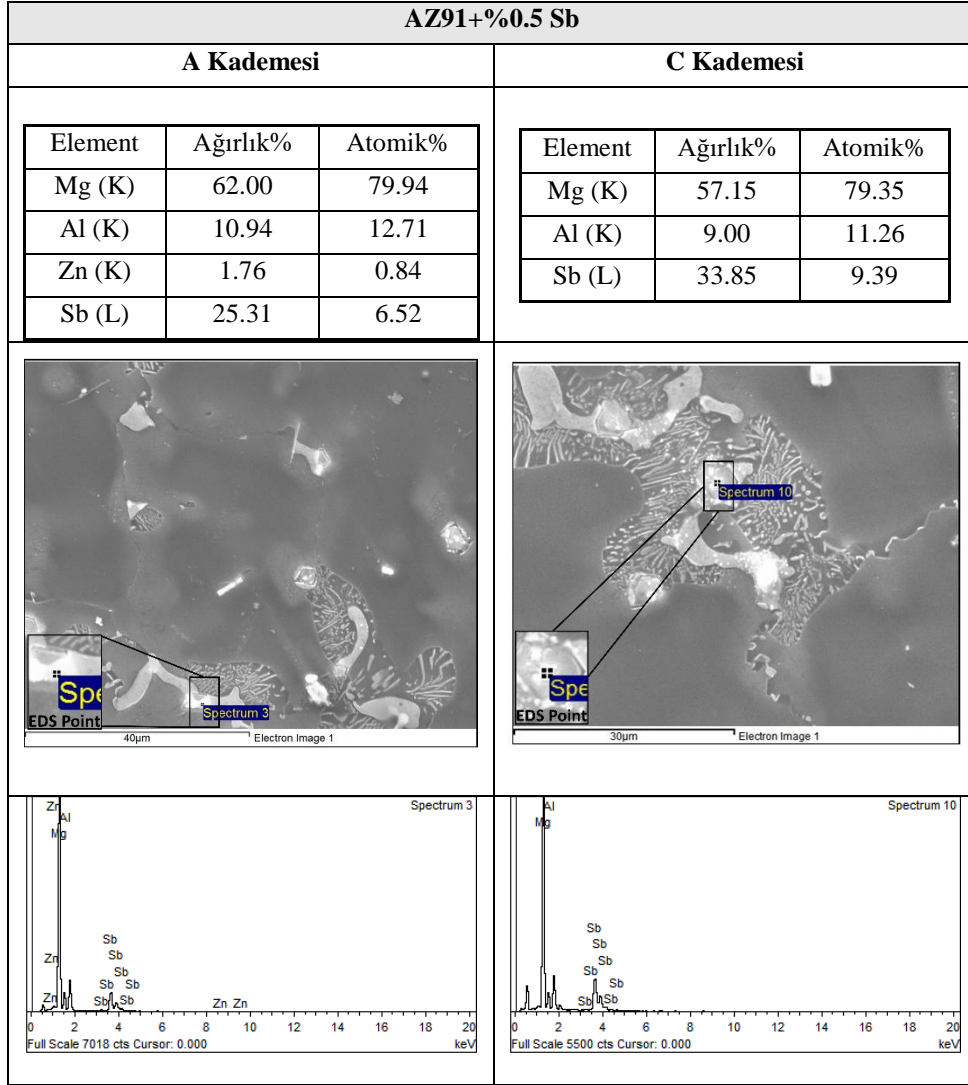 AZ91+%0.5 Sb
A Kademesi
C Kademesi
Element Ağırlık% Atomik%
Mg (K) 62.00 79.94
Al (K) 10.94 12.71
Zn (K) 1.76 0.84
Sb (L) 25.31 6.52
Element Ağırlık% Atomik%
Mg (K) 57.15 79.35
Al (K) 9.00 11.26
Sb (L) 33.85 9.39
Spe
EDS Point
Spectrum 3
40µm Electron Image 1
Spectrum 10
Spe
EDS Point
30µm Electron Image 1
Zn Spectrum 3
Al
Mg
Sb
Sb
Zn Sb
Sb Sb
Zn Sb Sb Zn Zn
0 2 4 6 8 10 12 14 16 18 20
Full Scale 7018 cts Cursor: 0.000 keV
Al Spectrum 10
Mg
Sb
Sb
Sb
Sb Sb
Sb Sb
0 2 4 6 8 10 12 14 16 18 20
Full Scale 5500 cts Cursor: 0.000 keV